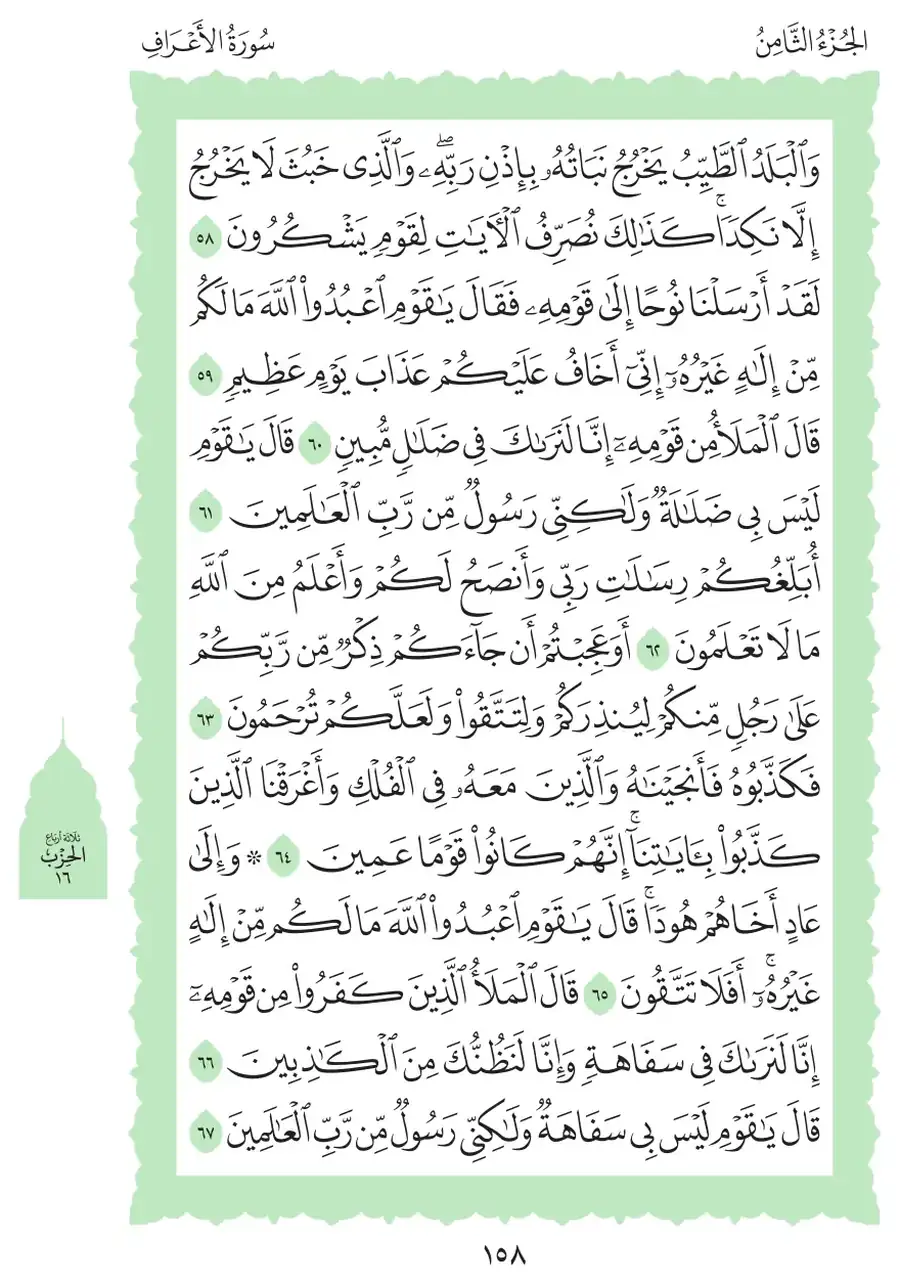 الجُزْءُ الثَّامِنُ
سُورَةُ الأَعْرَافِ
وَٱلْبَلَدُ ٱلطَّيِّبُ يَخْرُجُ نَبَاتُهُۥ بِإِذْنِ رَبِّهِۦۖ وَٱلَّذِى خَبُثَ لَا يَخْرُجُ
إِلَّا نَكِدًاۚ كَذَٰلِكَ نُصَرِّفُ ٱلْأَيَٰتِ لِقَوْمٍ يَشْكُرُونَ ٥٨
لَقَدْ أَرْسَلْنَا نُوحًا إِلَىٰ قَوْمِهِۦ فَقَالَ يَٰقَوْمِ ٱعْبُدُوا۟ ٱللَّهَ مَا لَكُم
مِّنْ إِلَٰهٍ غَيْرُهُۥٓ إِنِّىٓ أَخَافُ عَلَيْكُمْ عَذَابَ يَوْمٍ عَظِيمٍ ٥٩
قَالَ ٱلْمَلَأُ مِن قَوْمِهِۦٓ إِنَّا لَنَرَىٰكَ فِى ضَلَٰلٍ مُّبِينٍ ٦٠ قَالَ يَٰقَوْمِ
لَيْسَ بِى ضَلَٰلَةٌ وَلَٰكِنِّى رَسُولٌ مِّن رَّبِّ ٱلْعَٰلَمِينَ ٦١
أُبَلِّغُكُمْ رِسَٰلَٰتِ رَبِّى وَأَنصَحُ لَكُمْ وَأَعْلَمُ مِنَ ٱللَّهِ
مَا لَا تَعْلَمُونَ ٦٢ أَوَعَجِبْتُمْ أَن جَآءَكُمْ ذِكْرٌ مِّن رَّبِّكُمْ
عَلَىٰ رَجُلٍ مِّنكُمْ لِيُنذِرَكُمْ وَلِتَتَّقُوا۟ وَلَعَلَّكُمْ تُرْحَمُونَ ٦٣
فَكَذَّبُوهُ فَأَنجَيْنَٰهُ وَٱلَّذِينَ مَعَهُۥ فِى ٱلْفُلْكِ وَأَغْرَقْنَا ٱلَّذِينَ
كَذَّبُوا۟ بِـَٔايَٰتِنَآۚ إِنَّهُمْ كَانُوا۟ قَوْمًا عَمِينَ ٦٤ * وَإِلَىٰ
عَادٍ أَخَاهُمْ هُودًاۚ قَالَ يَٰقَوْمِ ٱعْبُدُوا۟ ٱللَّهَ مَا لَكُم مِّنْ إِلَٰهٍ
غَيْرُهُۥٓۚ أَفَلَا تَتَّقُونَ ٦٥ قَالَ ٱلْمَلَأُ ٱلَّذِينَ كَفَرُوا۟ مِن قَوْمِهِۦٓ
إِنَّا لَنَرَىٰكَ فِى سَفَاهَةٍ وَإِنَّا لَنَظُنُّكَ مِنَ ٱلْكَٰذِبِينَ ٦٦
قَالَ يَٰقَوْمِ لَيْسَ بِى سَفَاهَةٌ وَلَٰكِنِّى رَسُولٌ مِّن رَّبِّ ٱلْعَٰلَمِينَ ٦٧
ثلاثة أرباع
الحِزْب
١٦
١٥٨